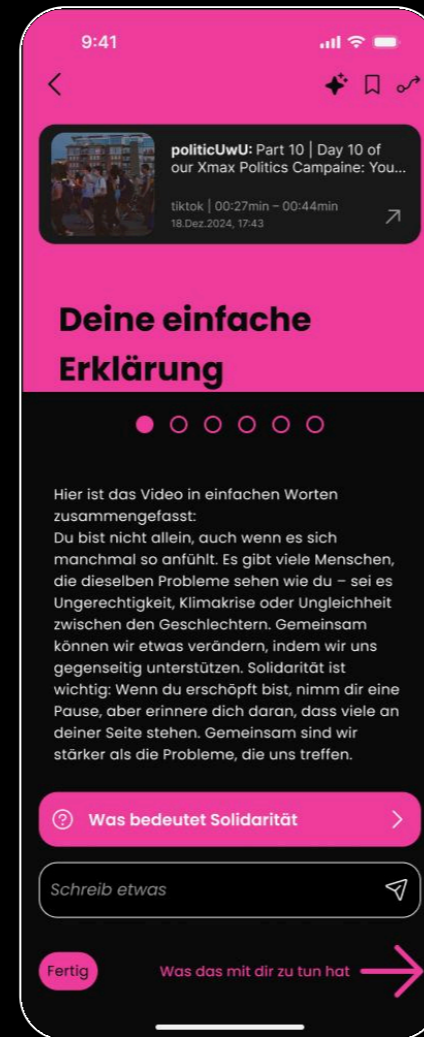 9:41
politicUwU: Part 10 | Day 10 of
our Xmax Politics Campaine: You...
tiktok | 00:27min – 00:44min
18.Dez.2024, 17:43
Deine einfache
Erklärung
Hier ist das Video in einfachen Worten
zusammengefasst:
Du bist nicht allein, auch wenn es sich
manchmal so anfühlt. Es gibt viele Menschen,
die dieselben Probleme sehen wie du – sei es
Ungerechtigkeit, Klimakrise oder Ungleichheit
zwischen den Geschlechtern. Gemeinsam
können wir etwas verändern, indem wir uns
gegenseitig unterstützen. Solidarität ist
wichtig: Wenn du erschöpft bist, nimm dir eine
Pause, aber erinnere dich daran, dass viele an
deiner Seite stehen. Gemeinsam sind wir
stärker als die Probleme, die uns treffen.
Was bedeutet Solidarität
Schreib etwas
Fertig Was das mit dir zu tun hat